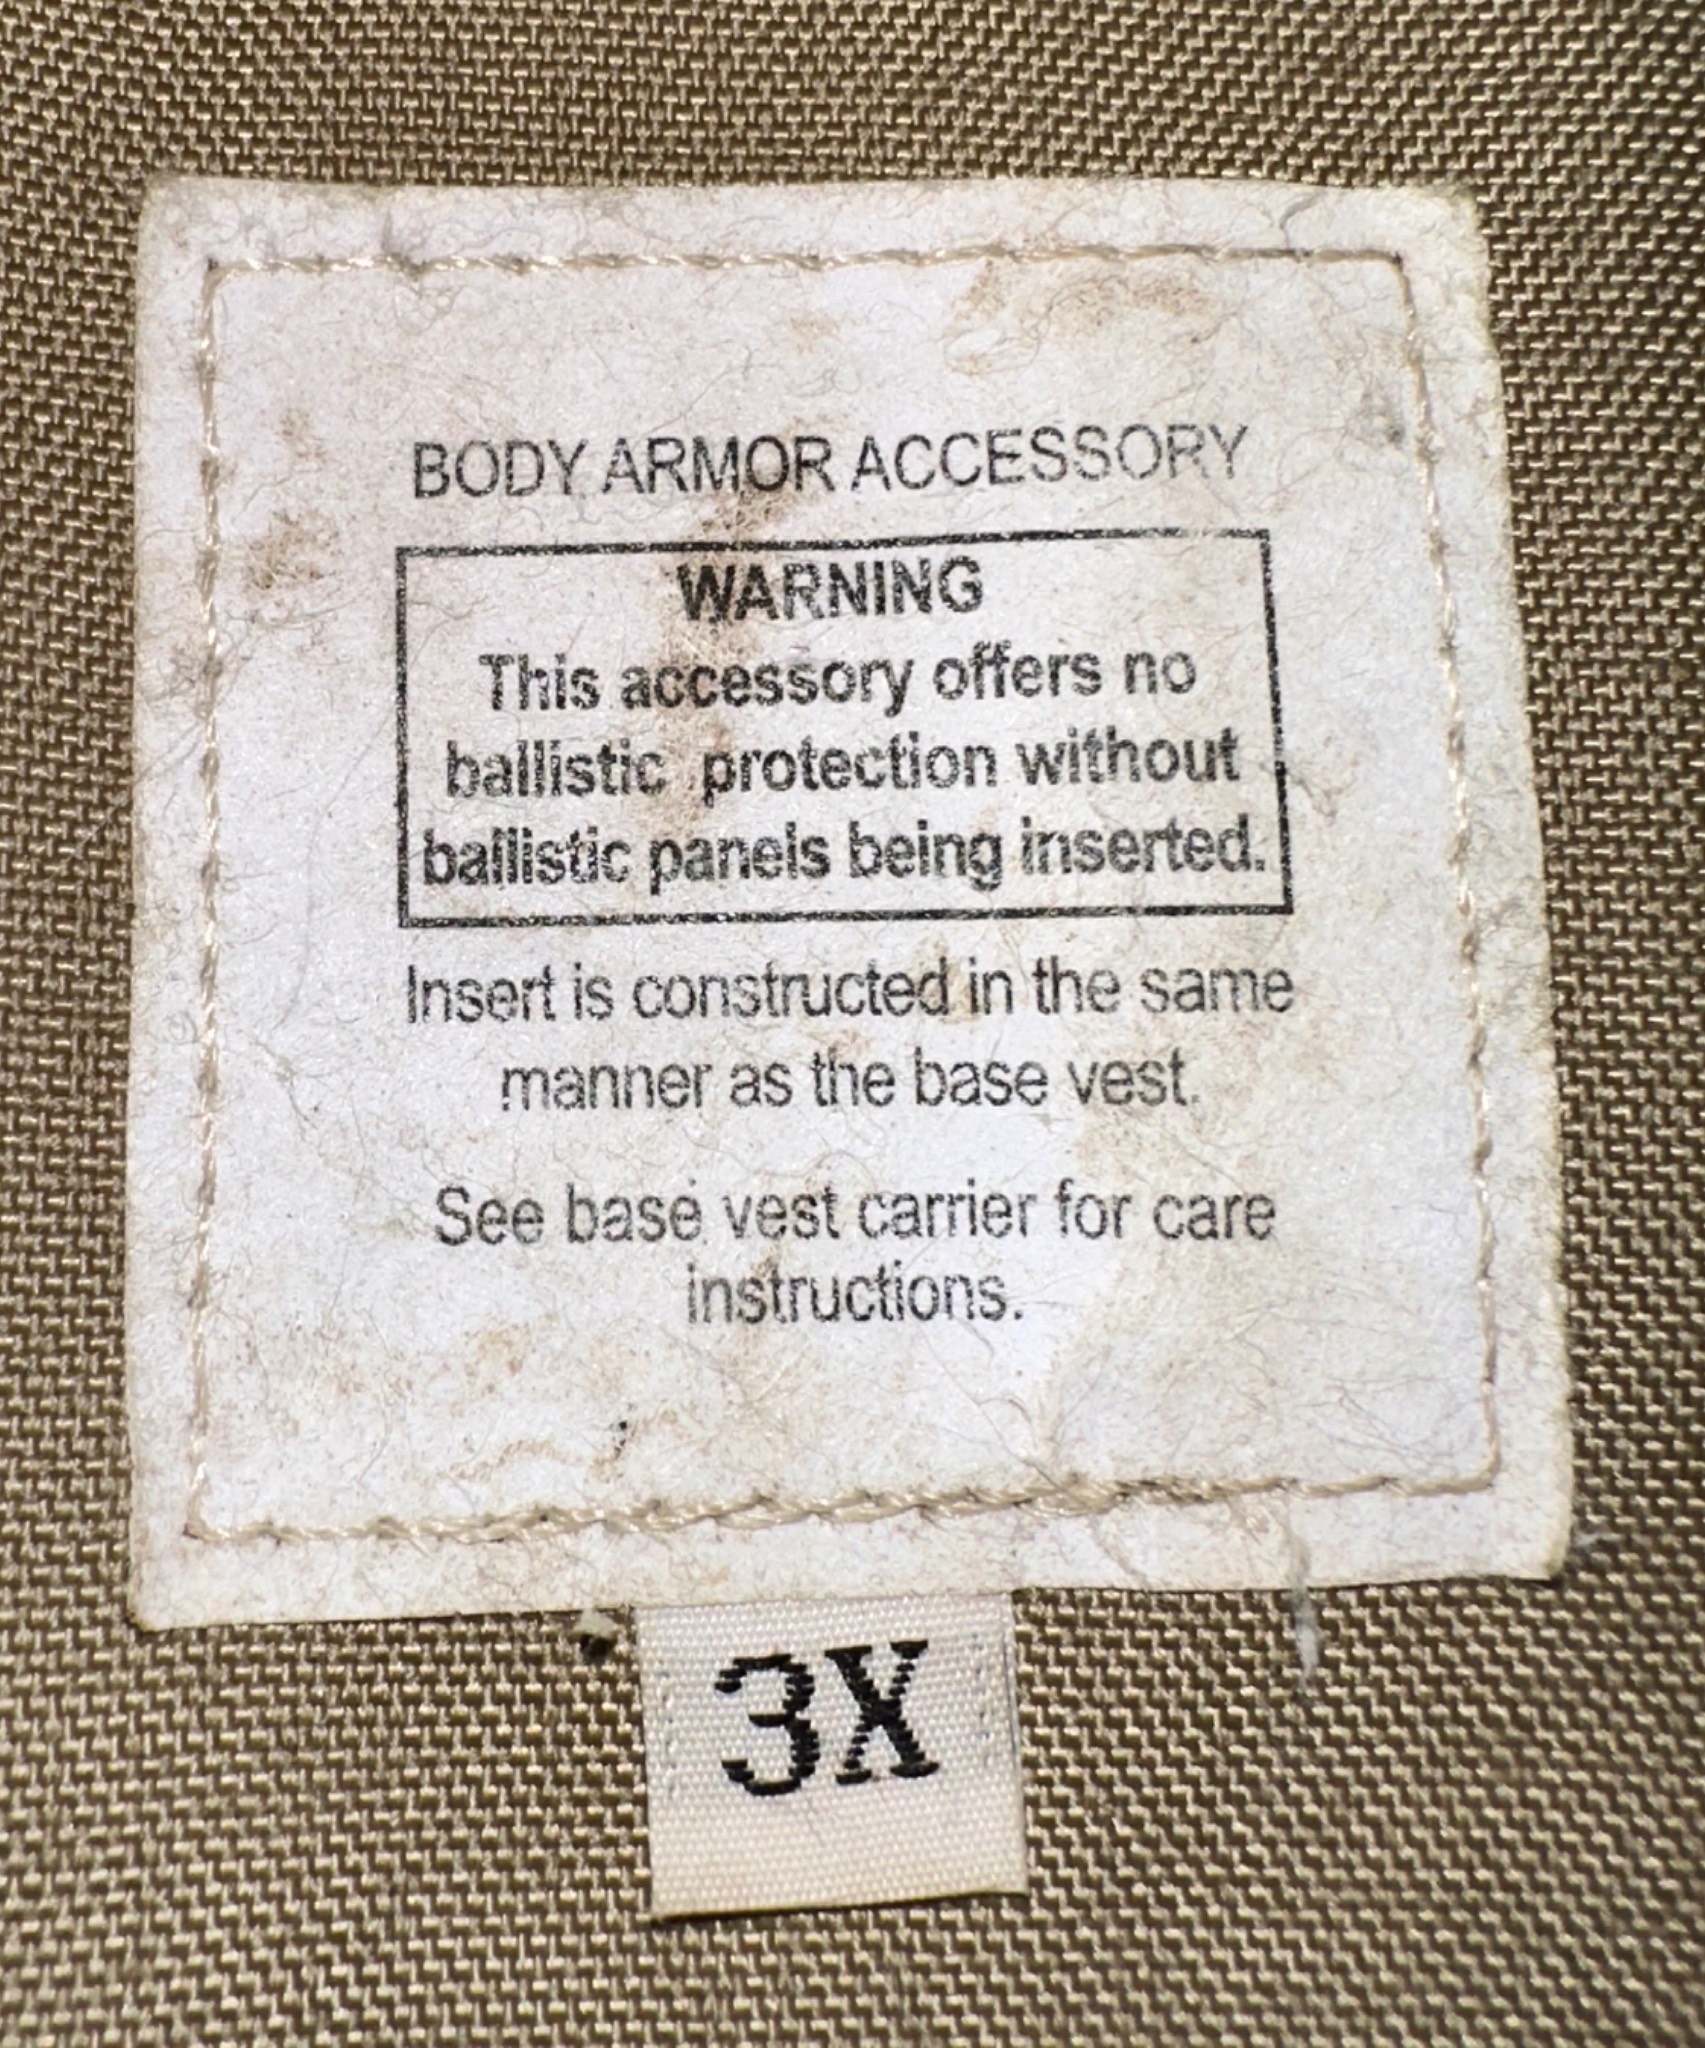 BODY ARMOR ACCESSORY
WARNING
This accessory offers no
ballistic protection without
ballistic panels being inserted.
Insert is constructed in the same
manner as the base vest.
See base vest carrier for care
instructions.
3X